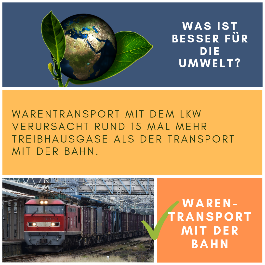 WAS IST
BESSER FÜR
DIE
UMWELT?
WARENTRANSPORT MIT DEM LKW
VERURSACHT RUND 15 MAL MEHR
TREIBHAUSGASE ALS DER TRANSPORT
MIT DER BAHN.
WAREN-
TRANSPORT
MIT DER
BAHN